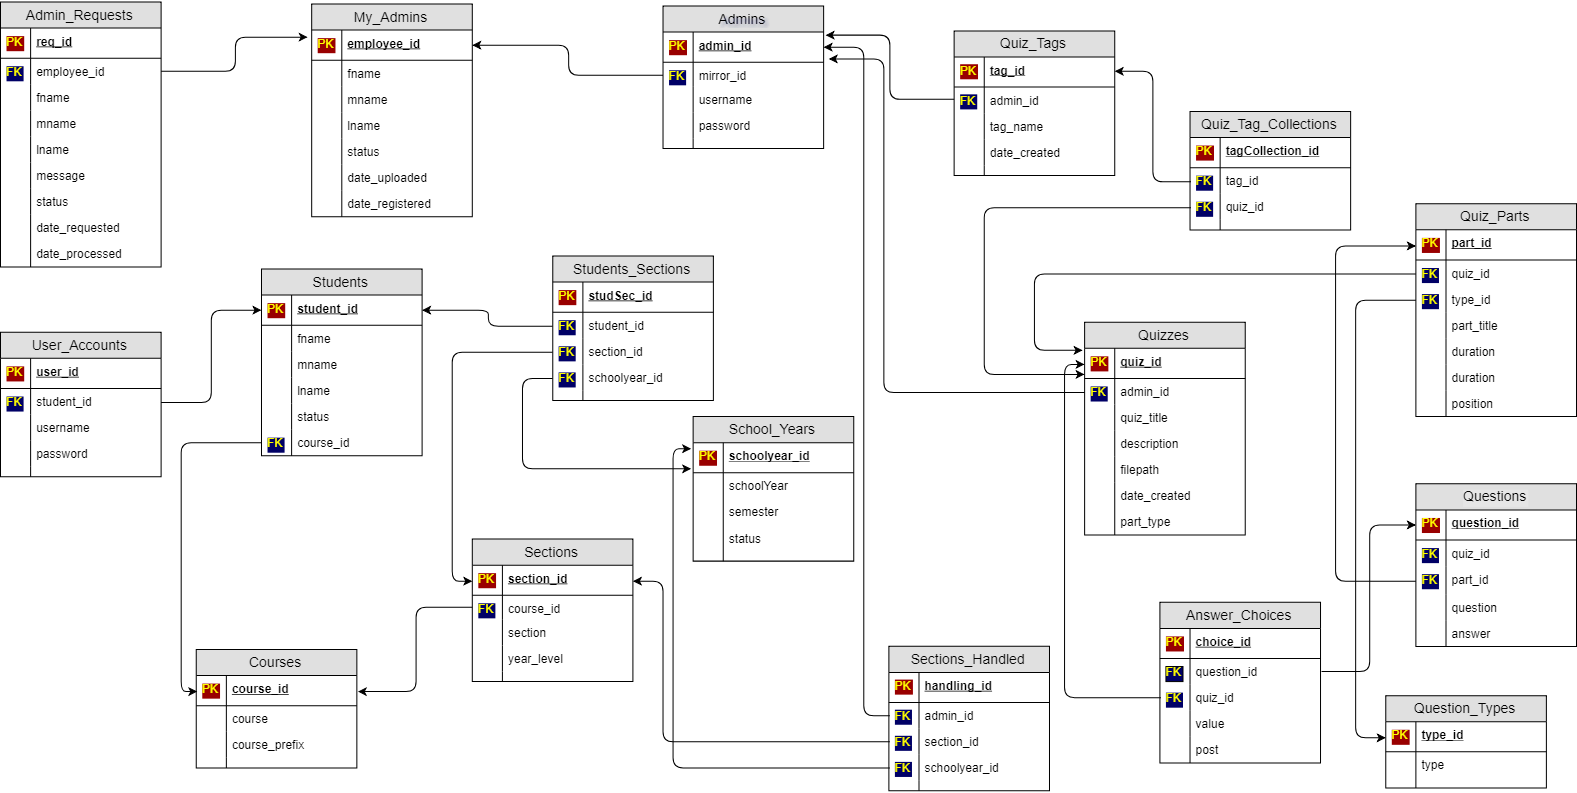 Admin_Requests
PK req_id
FK employee_id
fname
mname
lname
message
status
date_requested
date_processed
My_Admins
PK employee_id
fname
mname
lname
status
date_uploaded
date_registered
Admins
PK admin_id
FK mirror_id
username
password
Quiz_Tags
PK tag_id
FK admin_id
tag_name
date_created
Quiz_Tag_Collections
PK tagCollection_id
FK tag_id
FK quiz_id
Quiz_Parts
PK part_id
FK quiz_id
FK type_id
part_title
duration
duration
position
Students
PK student_id
fname
mname
lname
status
FK course_id
Students_Sections
PK studSec_id
FK student_id
FK section_id
FK schoolyear_id
User_Accounts
PK user_id
FK student_id
username
password
Quizzes
PK quiz_id
FK admin_id
quiz_title
description
filepath
date_created
part_type
School_Years
PK schoolyear_id
schoolYear
semester
status
Questions
PK question_id
FK quiz_id
FK part_id
question
answer
Sections
PK section_id
FK course_id
section
year_level
Answer_Choices
PK choice_id
FK question_id
FK quiz_id
value
post
Courses
PK course_id
course
course_prefix
Sections_Handled
PK handling_id
FK admin_id
FK section_id
FK schoolyear_id
Question_Types
PK type_id
type